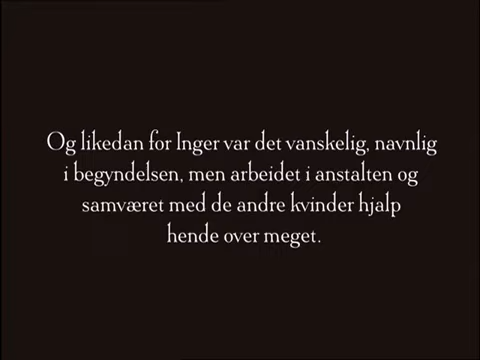 Og likedan for Inger var det vanskelig, navnlig
i begyndelsen, men arbeidet i anstalten og
samværet med de andre kvinder hjalp
hende over meget.